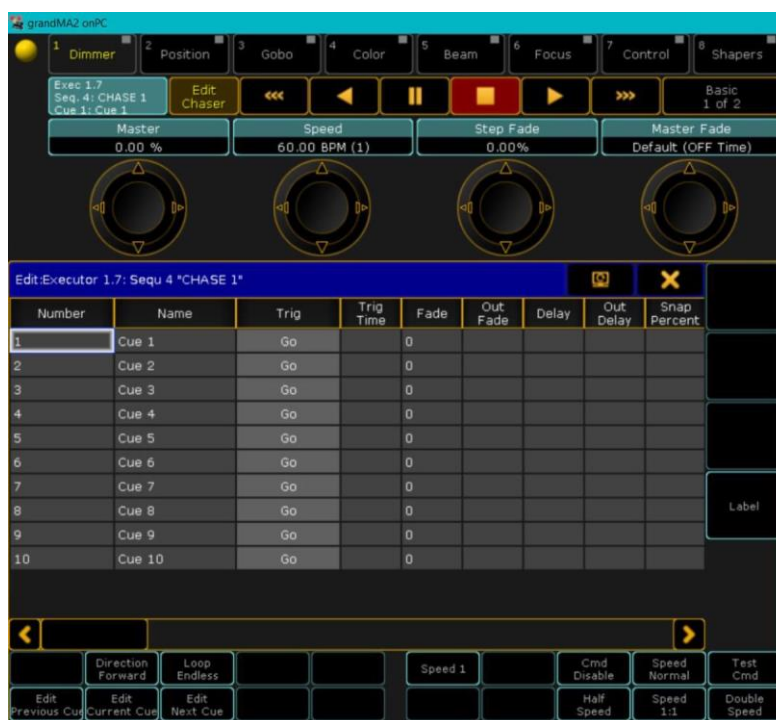 grandMA2 onPC
1 Dimmer 2 Position 3 Gobo 4 Color 5 Beam 6 Focus 7 Control 8 Shapers
Exec 1.7
Seq. 4: CHASE 1
Cue 1: Cue 1
Edit
Chaser
Basic
1 of 2
Master Speed Step Fade Master Fade
0.00 % 60.00 BPM (1) 0.00% Default (OFF Time)
Edit:Executor 1.7: Sequ 4 "CHASE 1"
Number Name Trig Trig Time Fade Out Fade Delay Out Delay Snap Percent
1 Cue 1 Go 0
2 Cue 2 Go 0
3 Cue 3 Go 0
4 Cue 4 Go 0
5 Cue 5 Go 0
6 Cue 6 Go 0
7 Cue 7 Go 0
8 Cue 8 Go 0
9 Cue 9 Go 0
10 Cue 10 Go 0
Label
Direction Forward Loop Endless Speed 1 Cmd Disable Speed Normal Test Cmd
Edit Previous Cue Edit Current Cue Edit Next Cue Half Speed Speed 1:1 Double Speed